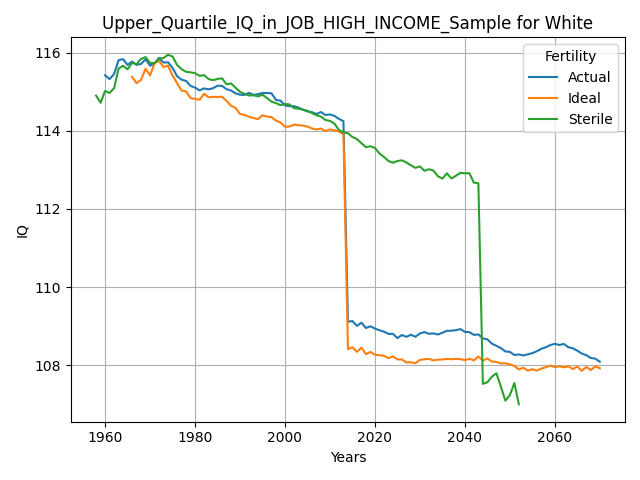 Upper_Quartile_IQ_in_JOB_HIGH_INCOME_Sample for White
116
114
112
110
108
IQ
Fertility
Actual
Ideal
Sterile
1960
1980
2000
2020
2040
2060
Years